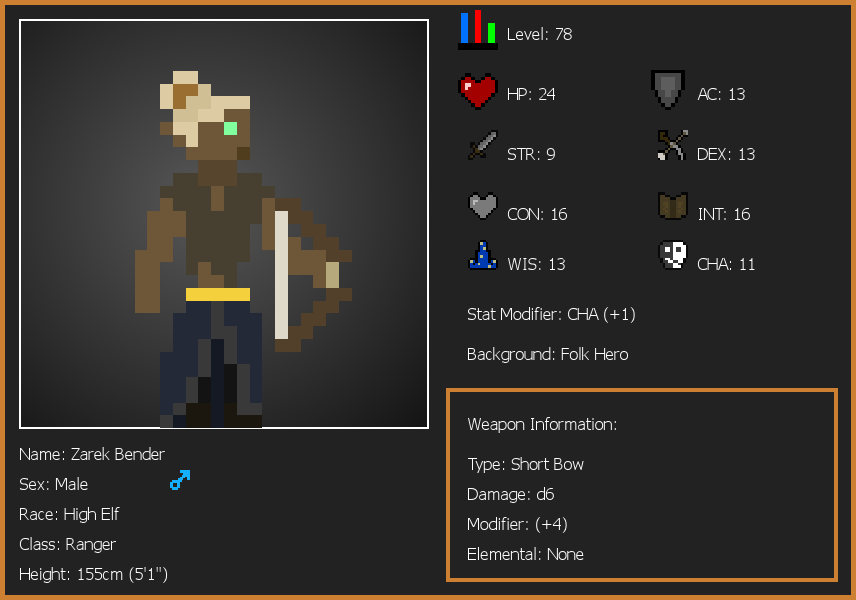 Level: 78
HP: 24
AC: 13
STR: 9
DEX: 13
CON: 16
INT: 16
WIS: 13
CHA: 11
Stat Modifier: CHA (+1)
Background: Folk Hero
Weapon Information:
Type: Short Bow
Damage: d6
Modifier: (+4)
Elemental: None
Name: Zarek Bender
Sex: Male
Race: High Elf
Class: Ranger
Height: 155cm (5'1")